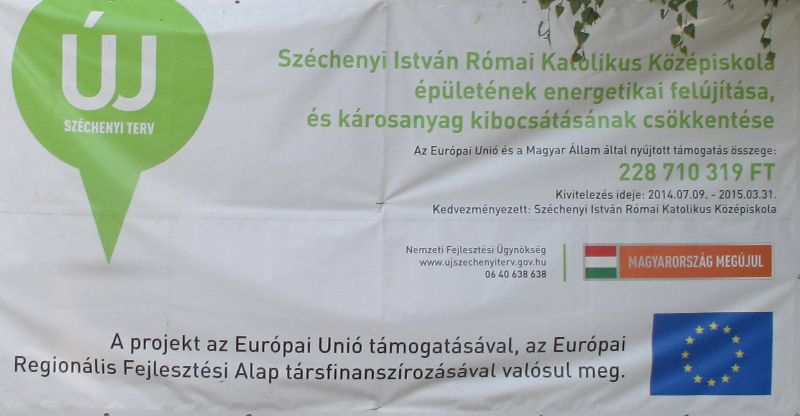 ÚJ
SZÉCHENYI TERV
Széchenyi István Római Katolikus Középiskola
épületének energetikai felújítása,
és károsanyag kibocsátásának csökkentése
Az Európai Unió és a Magyar Állam által nyújtott támogatás összege:
228 710 319 FT
Kivitelezés ideje: 2014.07.09. - 2015.03.31.
Kedvezményezett: Széchenyi István Római Katolikus Középiskola
Nemzeti Fejlesztési Ügynökség
www.ujszechenyiterv.gov.hu
06 40 638 638
MAGYARORSZÁG MEGÚJUL
A projekt az Európai Unió támogatásával, az Európai
Regionális Fejlesztési Alap társfinanszírozásával valósul meg.